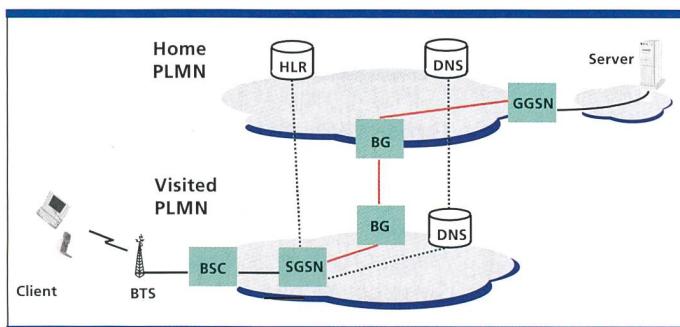 Home
PLMN
HLR
DNS
Server
GGSN
BG
Visited
PLMN
BG
DNS
BSC
SGSN
Client
BTS